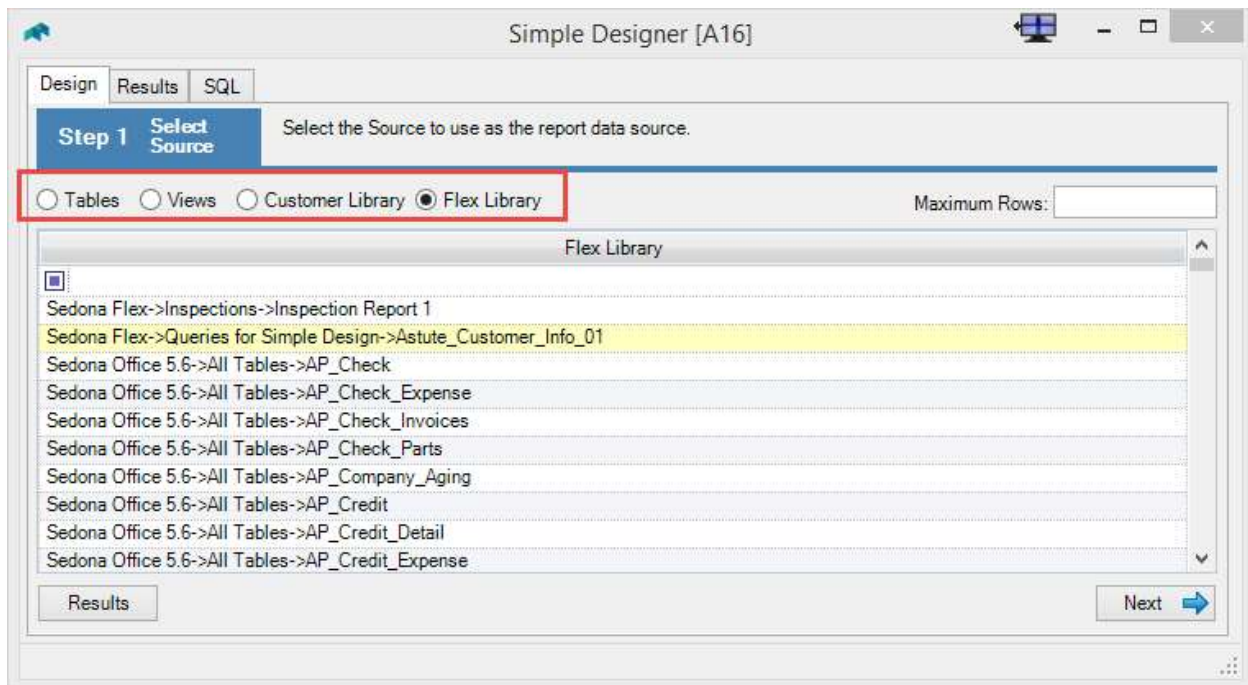 Simple Designer [A16]
Design Results SQL
Step 1 Select Source Select the Source to use as the report data source.
Tables Views Customer Library Flex Library Maximum Rows:
Flex Library
Sedona Flex->Inspections->Inspection Report 1
Sedona Flex->Queries for Simple Design->Astute_Customer_Info_01
Sedona Office 5.6->All Tables->AP_Check
Sedona Office 5.6->All Tables->AP_Check_Expense
Sedona Office 5.6->All Tables->AP_Check_Invoices
Sedona Office 5.6->All Tables->AP_Check_Parts
Sedona Office 5.6->All Tables->AP_Company_Aging
Sedona Office 5.6->All Tables->AP_Credit
Sedona Office 5.6->All Tables->AP_Credit_Detail
Sedona Office 5.6->All Tables->AP_Credit_Expense
Results Next